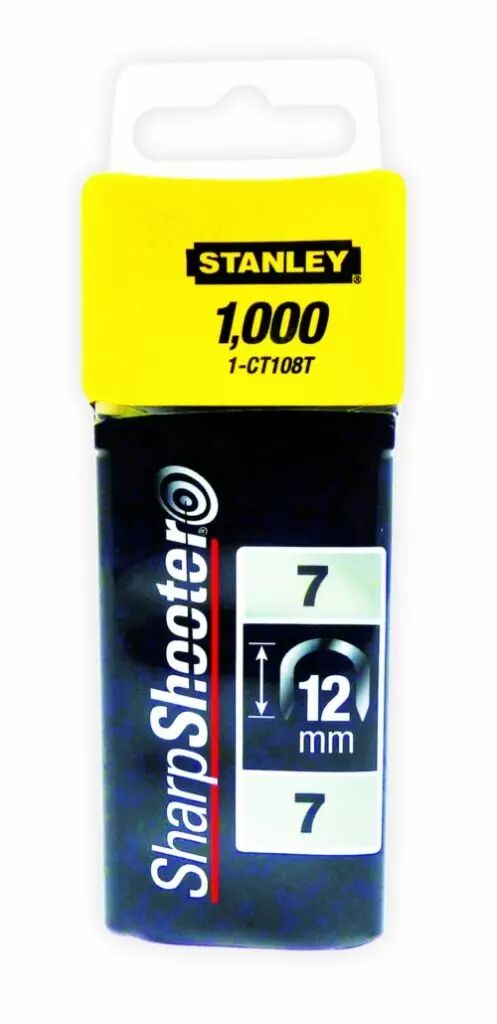 STANLEY®
1,000
1-CT108T
SharpShooter®
7
12
mm
7